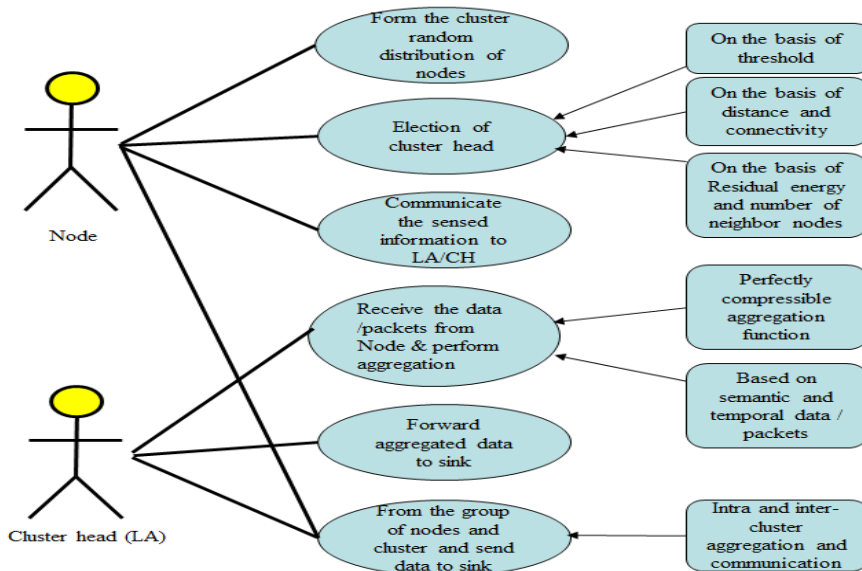 Form the cluster
random
distribution of
nodes
On the basis of
threshold
On the basis of
distance and
connectivity
Election of
cluster head
On the basis of
Residual energy
and number of
neighbor nodes
Node
Communicate
the sensed
information to
LA/CH
Receive the data
/packets from
Node & perform
aggregation
Perfectly
compressible
aggregation
function
Based on
semantic and
temporal data /
packets
Forward
aggregated data
to sink
Cluster head (LA)
From the group
of nodes and
cluster and send
data to sink
Intra and inter-
cluster
aggregation and
communication